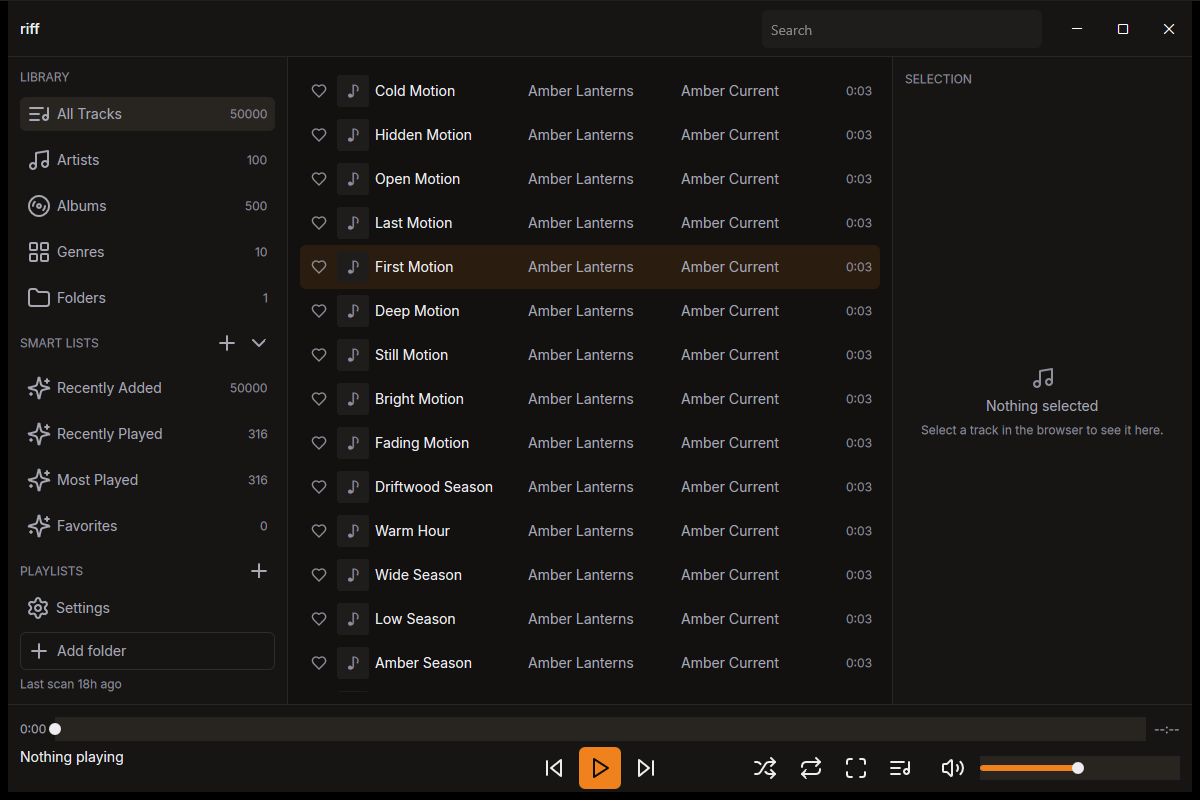 riff
Search
LIBRARY
All Tracks 50000
Artists 100
Albums 500
Genres 10
Folders 1
SMART LISTS
Recently Added 50000
Recently Played 316
Most Played 316
Favorites 0
PLAYLISTS
Settings
Add folder
Last scan 18h ago
Cold Motion Amber Lanterns Amber Current 0:03
Hidden Motion Amber Lanterns Amber Current 0:03
Open Motion Amber Lanterns Amber Current 0:03
Last Motion Amber Lanterns Amber Current 0:03
First Motion Amber Lanterns Amber Current 0:03
Deep Motion Amber Lanterns Amber Current 0:03
Still Motion Amber Lanterns Amber Current 0:03
Bright Motion Amber Lanterns Amber Current 0:03
Fading Motion Amber Lanterns Amber Current 0:03
Driftwood Season Amber Lanterns Amber Current 0:03
Warm Hour Amber Lanterns Amber Current 0:03
Wide Season Amber Lanterns Amber Current 0:03
Low Season Amber Lanterns Amber Current 0:03
Amber Season Amber Lanterns Amber Current 0:03
SELECTION
Nothing selected
Select a track in the browser to see it here.
0:00 --:--
Nothing playing